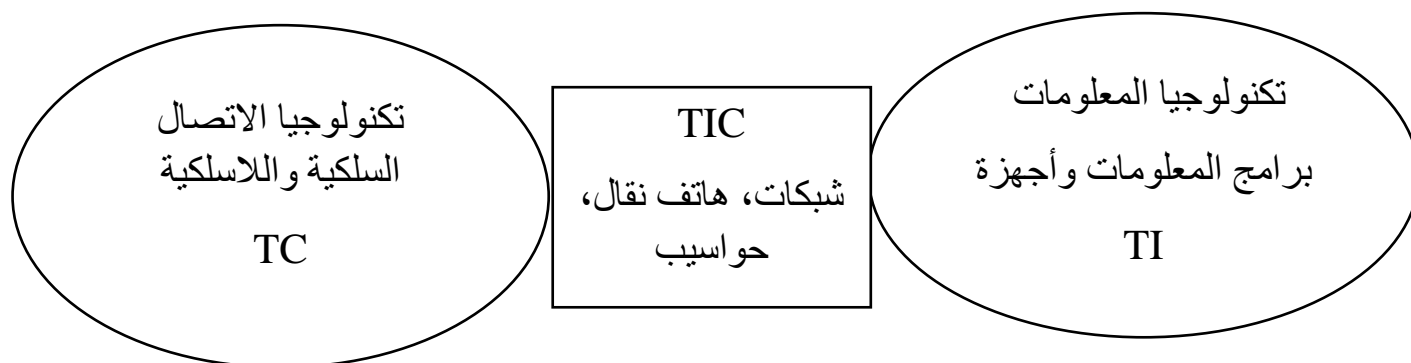 تكنولوجيا المعلومات
برامج المعلومات وأجهزة
TI
TIC
شبكات، هاتف نقال،
حواسيب
تكنولوجيا الاتصال
السلكية واللاسلكية
TC